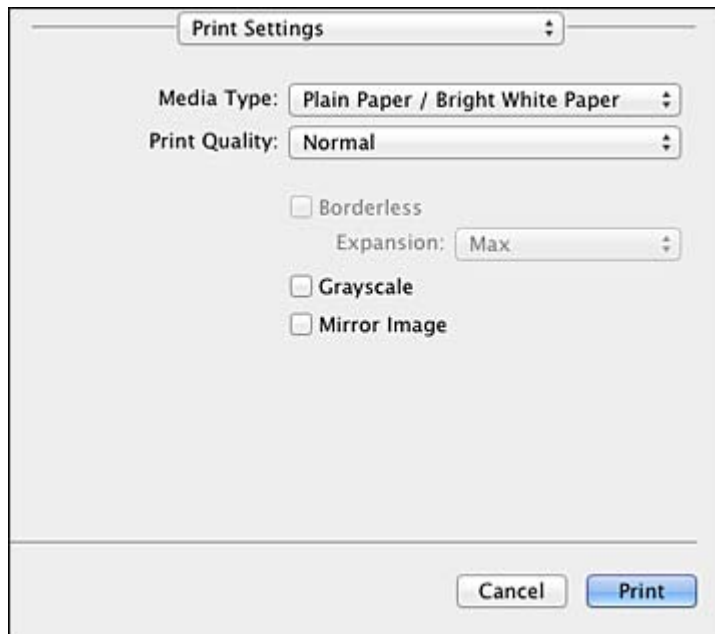 Print Settings
Media Type: Plain Paper / Bright White Paper
Print Quality: Normal
Borderless
Expansion: Max
Grayscale
Mirror Image
Cancel Print